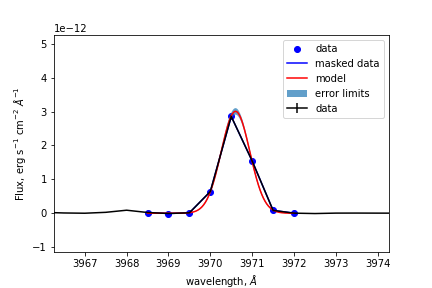 1e−12
5
4
3
2
1
0
−1
Flux, erg s⁻¹ cm⁻² Å⁻¹
data
masked data
model
error limits
data
3967 3968 3969 3970 3971 3972 3973 3974
wavelength, Å